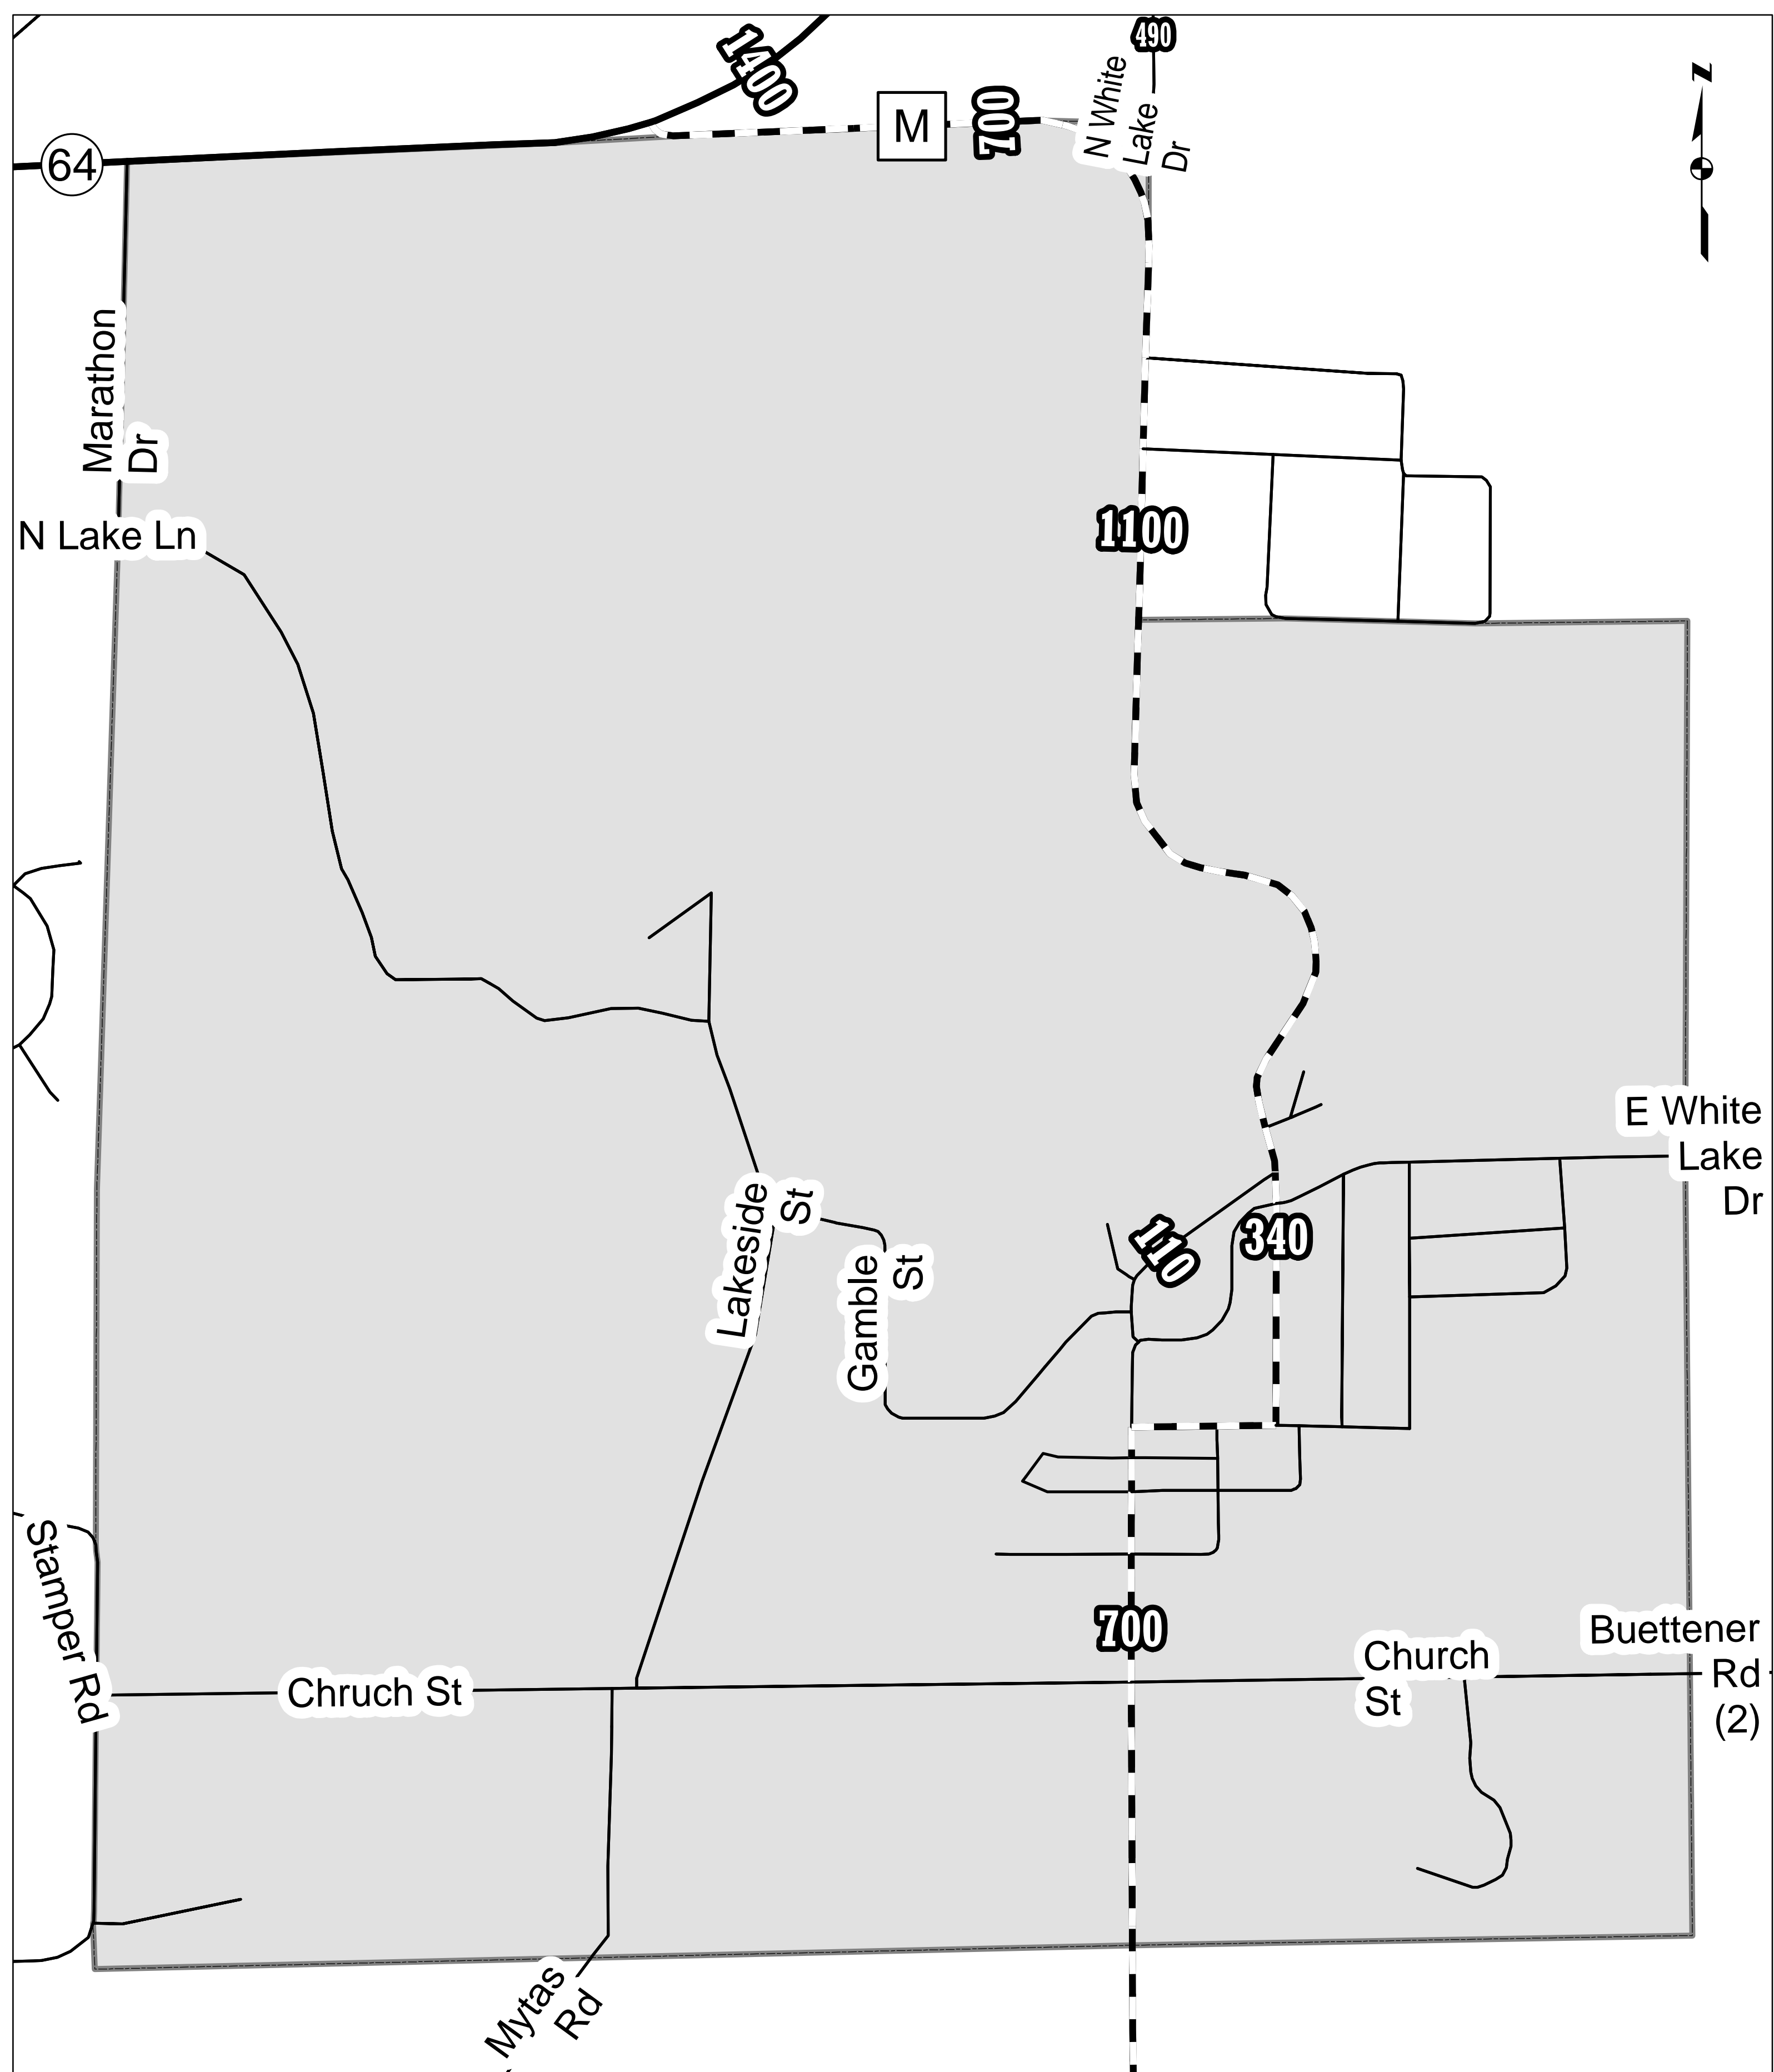 490
1400
N White
Lake
Dr
M
700
64
N
Marathon
Dr
N Lake Ln
1100
E White
Lake
Dr
Lakeside
St
Gamble
St
110
340
Stamper Rd
Chruch St
700
Church
St
Buettener
Rd
(2)
Mytas
Rd